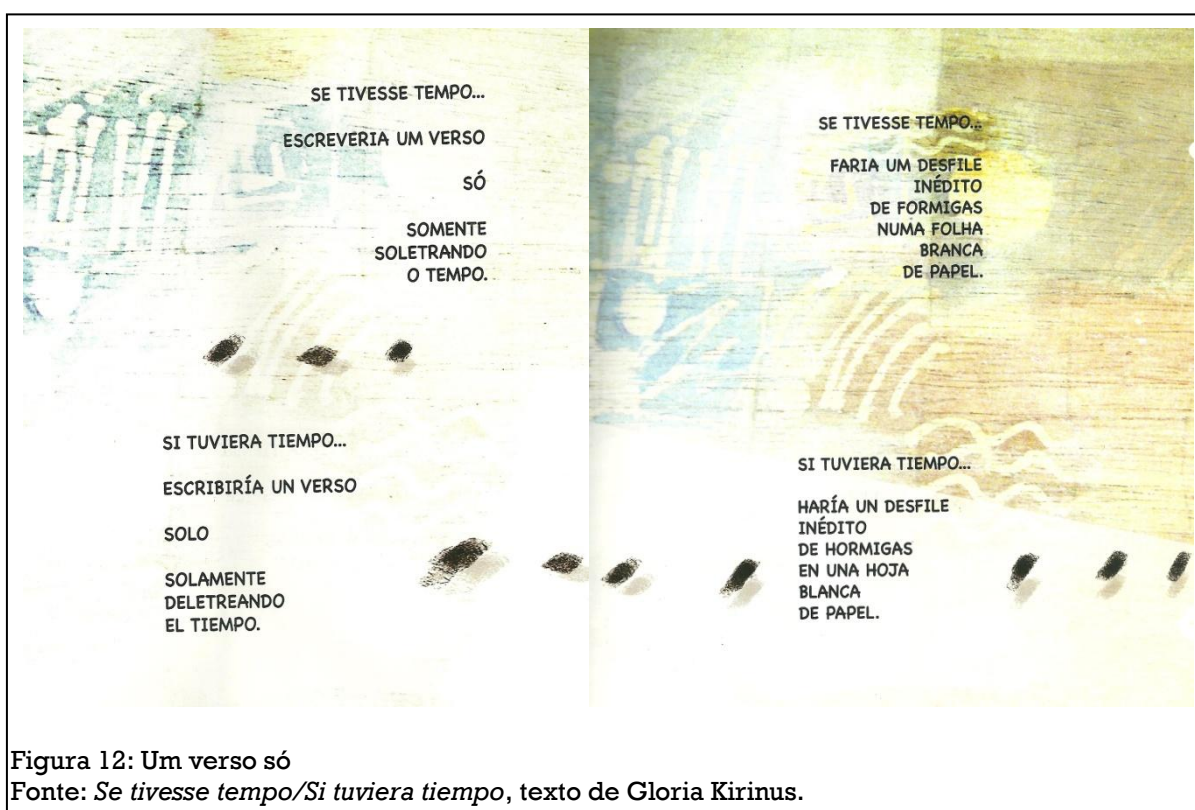 SE TIVESSE TEMPO...
ESCREVERIA UM VERSO
SÓ
SOMENTE
SOLETRANDO
O TEMPO.
SI TUVIERA TIEMPO...
ESCRIBIRÍA UN VERSO
SOLO
SOLAMENTE
DELETREANDO
EL TIEMPO.
SE TIVESSE TEMPO...
FARIA UM DESFILE
INÉDITO
DE FORMIGAS
NUMA FOLHA
BRANCA
DE PAPEL.
SI TUVIERA TIEMPO...
HARÍA UN DESFILE
INÉDITO
DE HORMIGAS
EN UNA HOJA
BLANCA
DE PAPEL.
Figura 12: Um verso só
Fonte: Se tivesse tempo/Si tuviera tiempo, texto de Gloria Kirinus.